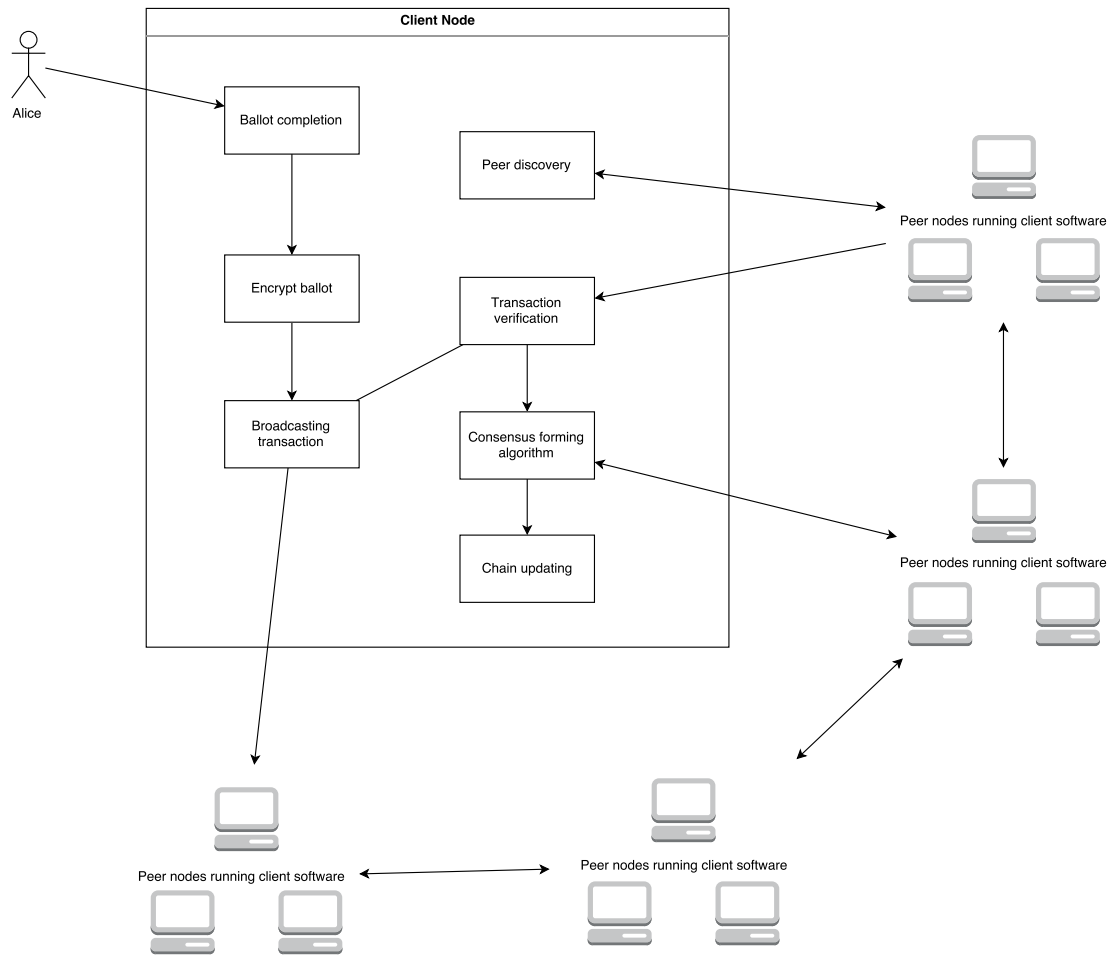 Client Node
Alice
Ballot completion
Peer discovery
Peer nodes running client software
Encrypt ballot
Transaction
verification
Broadcasting
transaction
Consensus forming
algorithm
Chain updating
Peer nodes running client software
Peer nodes running client software
Peer nodes running client software